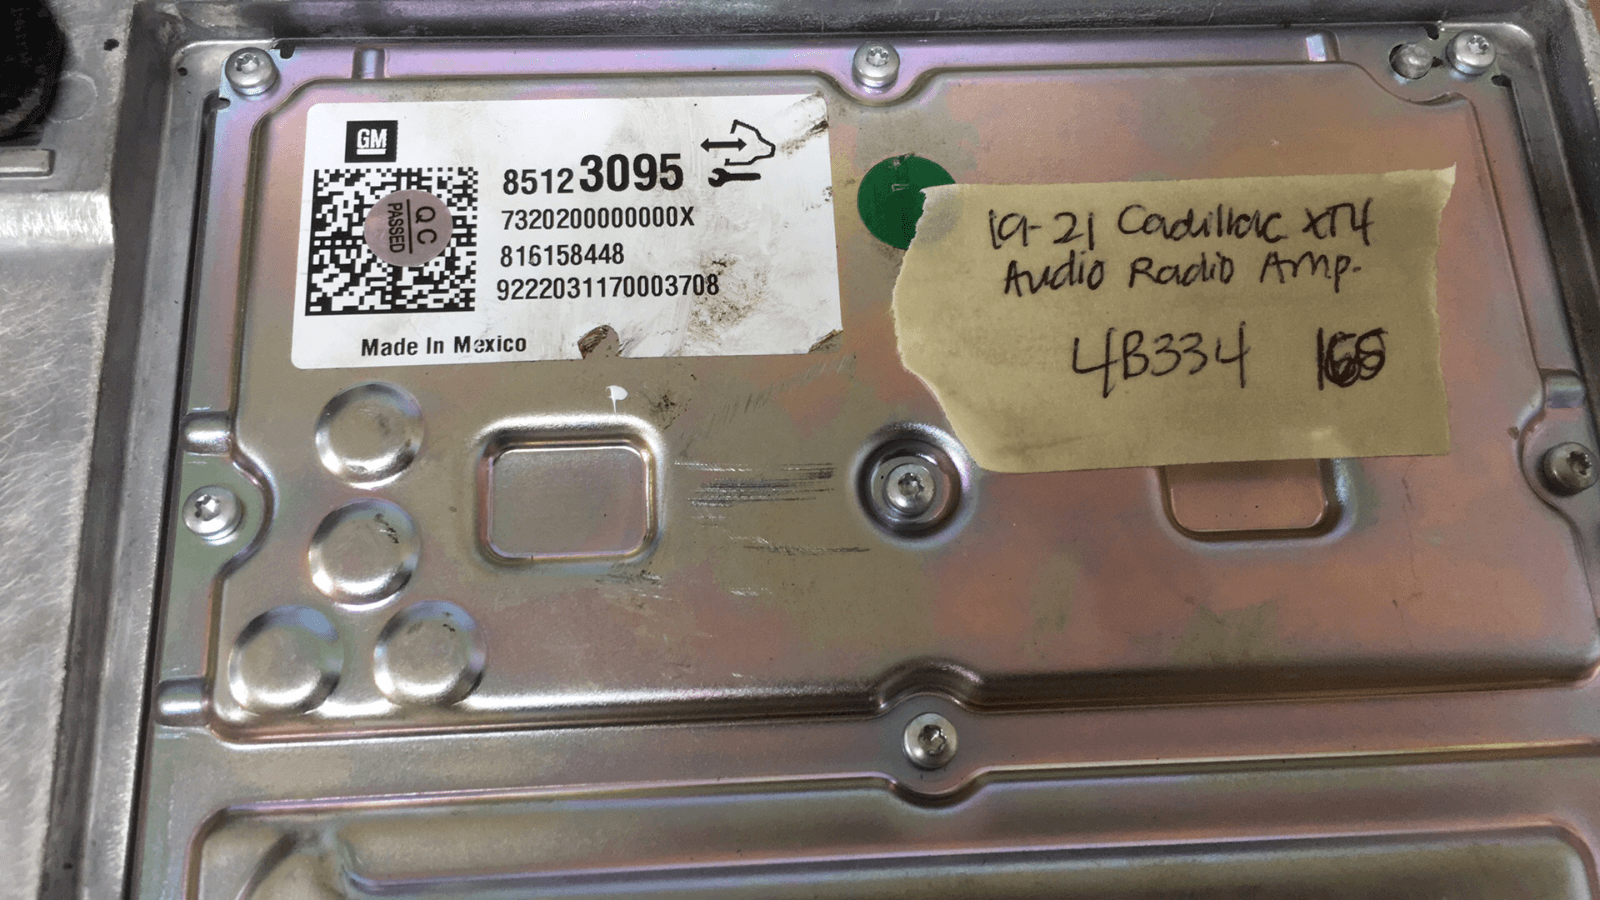 GM
QC
PASSED
85123095
7320200000000X
816158448
9222031170003708
Made In Mexico
19-21 Cadillac XT4
Audio Radio Amp.
4B334